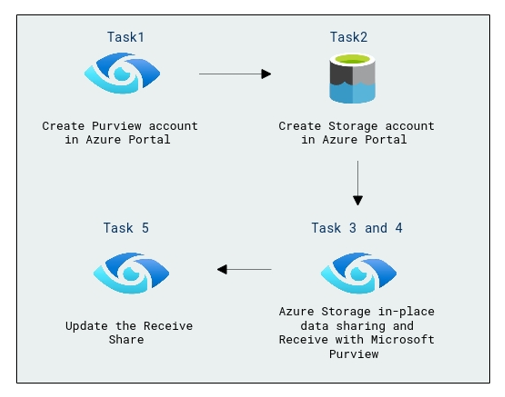 Task1
Task2
Create Purview account
in Azure Portal
Create Storage account
in Azure Portal
Task 5
Task 3 and 4
Update the Receive
Share
Azure Storage in-place
data sharing and
Receive with Microsoft
Purview